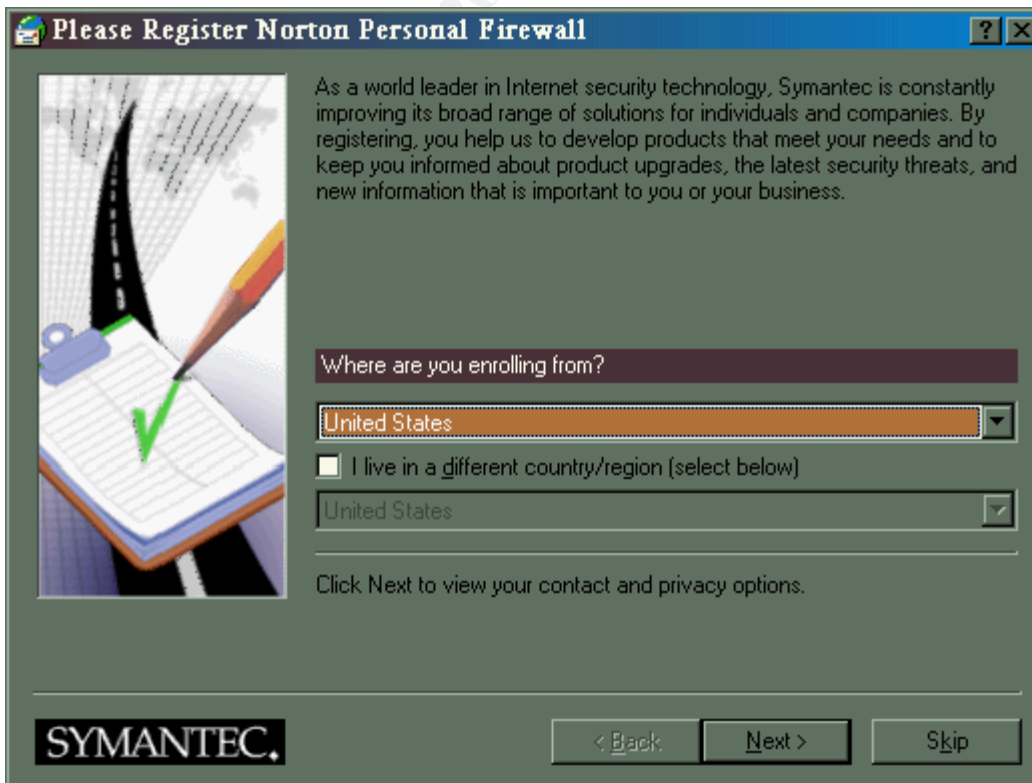 Please Register Norton Personal Firewall
As a world leader in Internet security technology, Symantec is constantly
improving its broad range of solutions for individuals and companies. By
registering, you help us to develop products that meet your needs and to
keep you informed about product upgrades, the latest security threats, and
new information that is important to you or your business.
Where are you enrolling from?
United States
I live in a different country/region (select below)
United States
Click Next to view your contact and privacy options.
SYMANTEC.
< Back
Next >
Skip